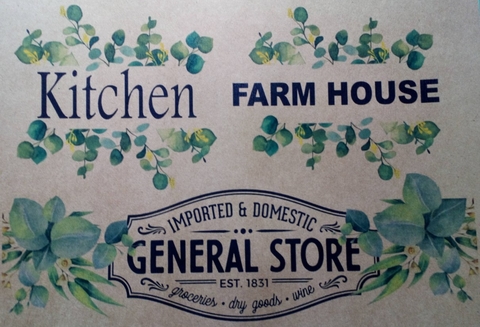 Kitchen
FARM HOUSE
IMPORTED & DOMESTIC
GENERAL STORE
EST. 1831
groceries • dry goods • wine